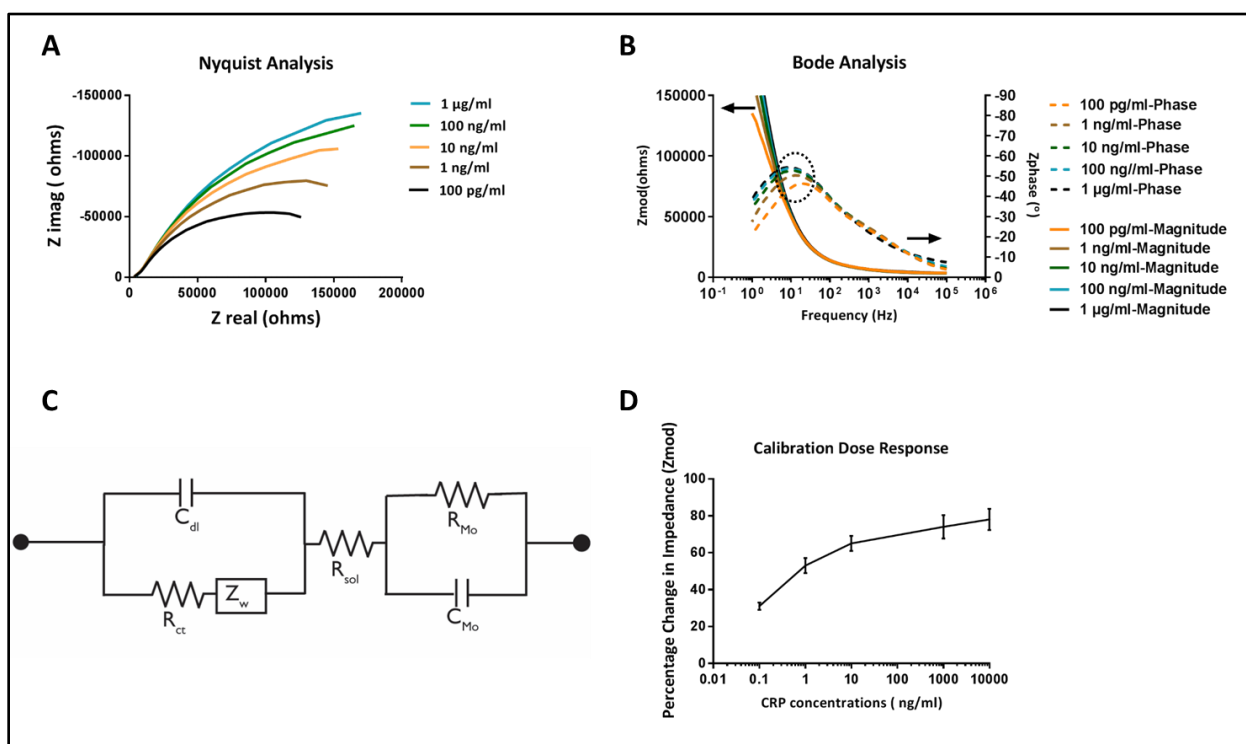 A
Nyquist Analysis
-150000
-100000
-50000
0
0
50000
100000
150000
200000
Z imag ( ohms)
Z real (ohms)
1 µg/ml
100 ng/ml
10 ng/ml
1 ng/ml
100 pg/ml
B
Bode Analysis
150000
100000
50000
0
Zmod(ohms)
10-1
100
101
102
103
104
105
106
Frequency (Hz)
-90
-80
-70
-60
-50
-40
-30
-20
-10
0
Zphase (°)
100 pg/ml-Phase
1 ng/ml-Phase
10 ng/ml-Phase
100 ng//ml-Phase
1 µg/ml-Phase
100 pg/ml-Magnitude
1 ng/ml-Magnitude
10 ng/ml-Magnitude
100 ng/ml-Magnitude
1 µg/ml-Magnitude
C
Cdl
Rct
Zw
Rsol
RMo
CMo
D
Calibration Dose Response
Percentage Change in Impedance (Zmod)
100
80
60
40
20
0
0.01
0.1
1
10
100
1000
10000
CRP concentrations ( ng/ml)